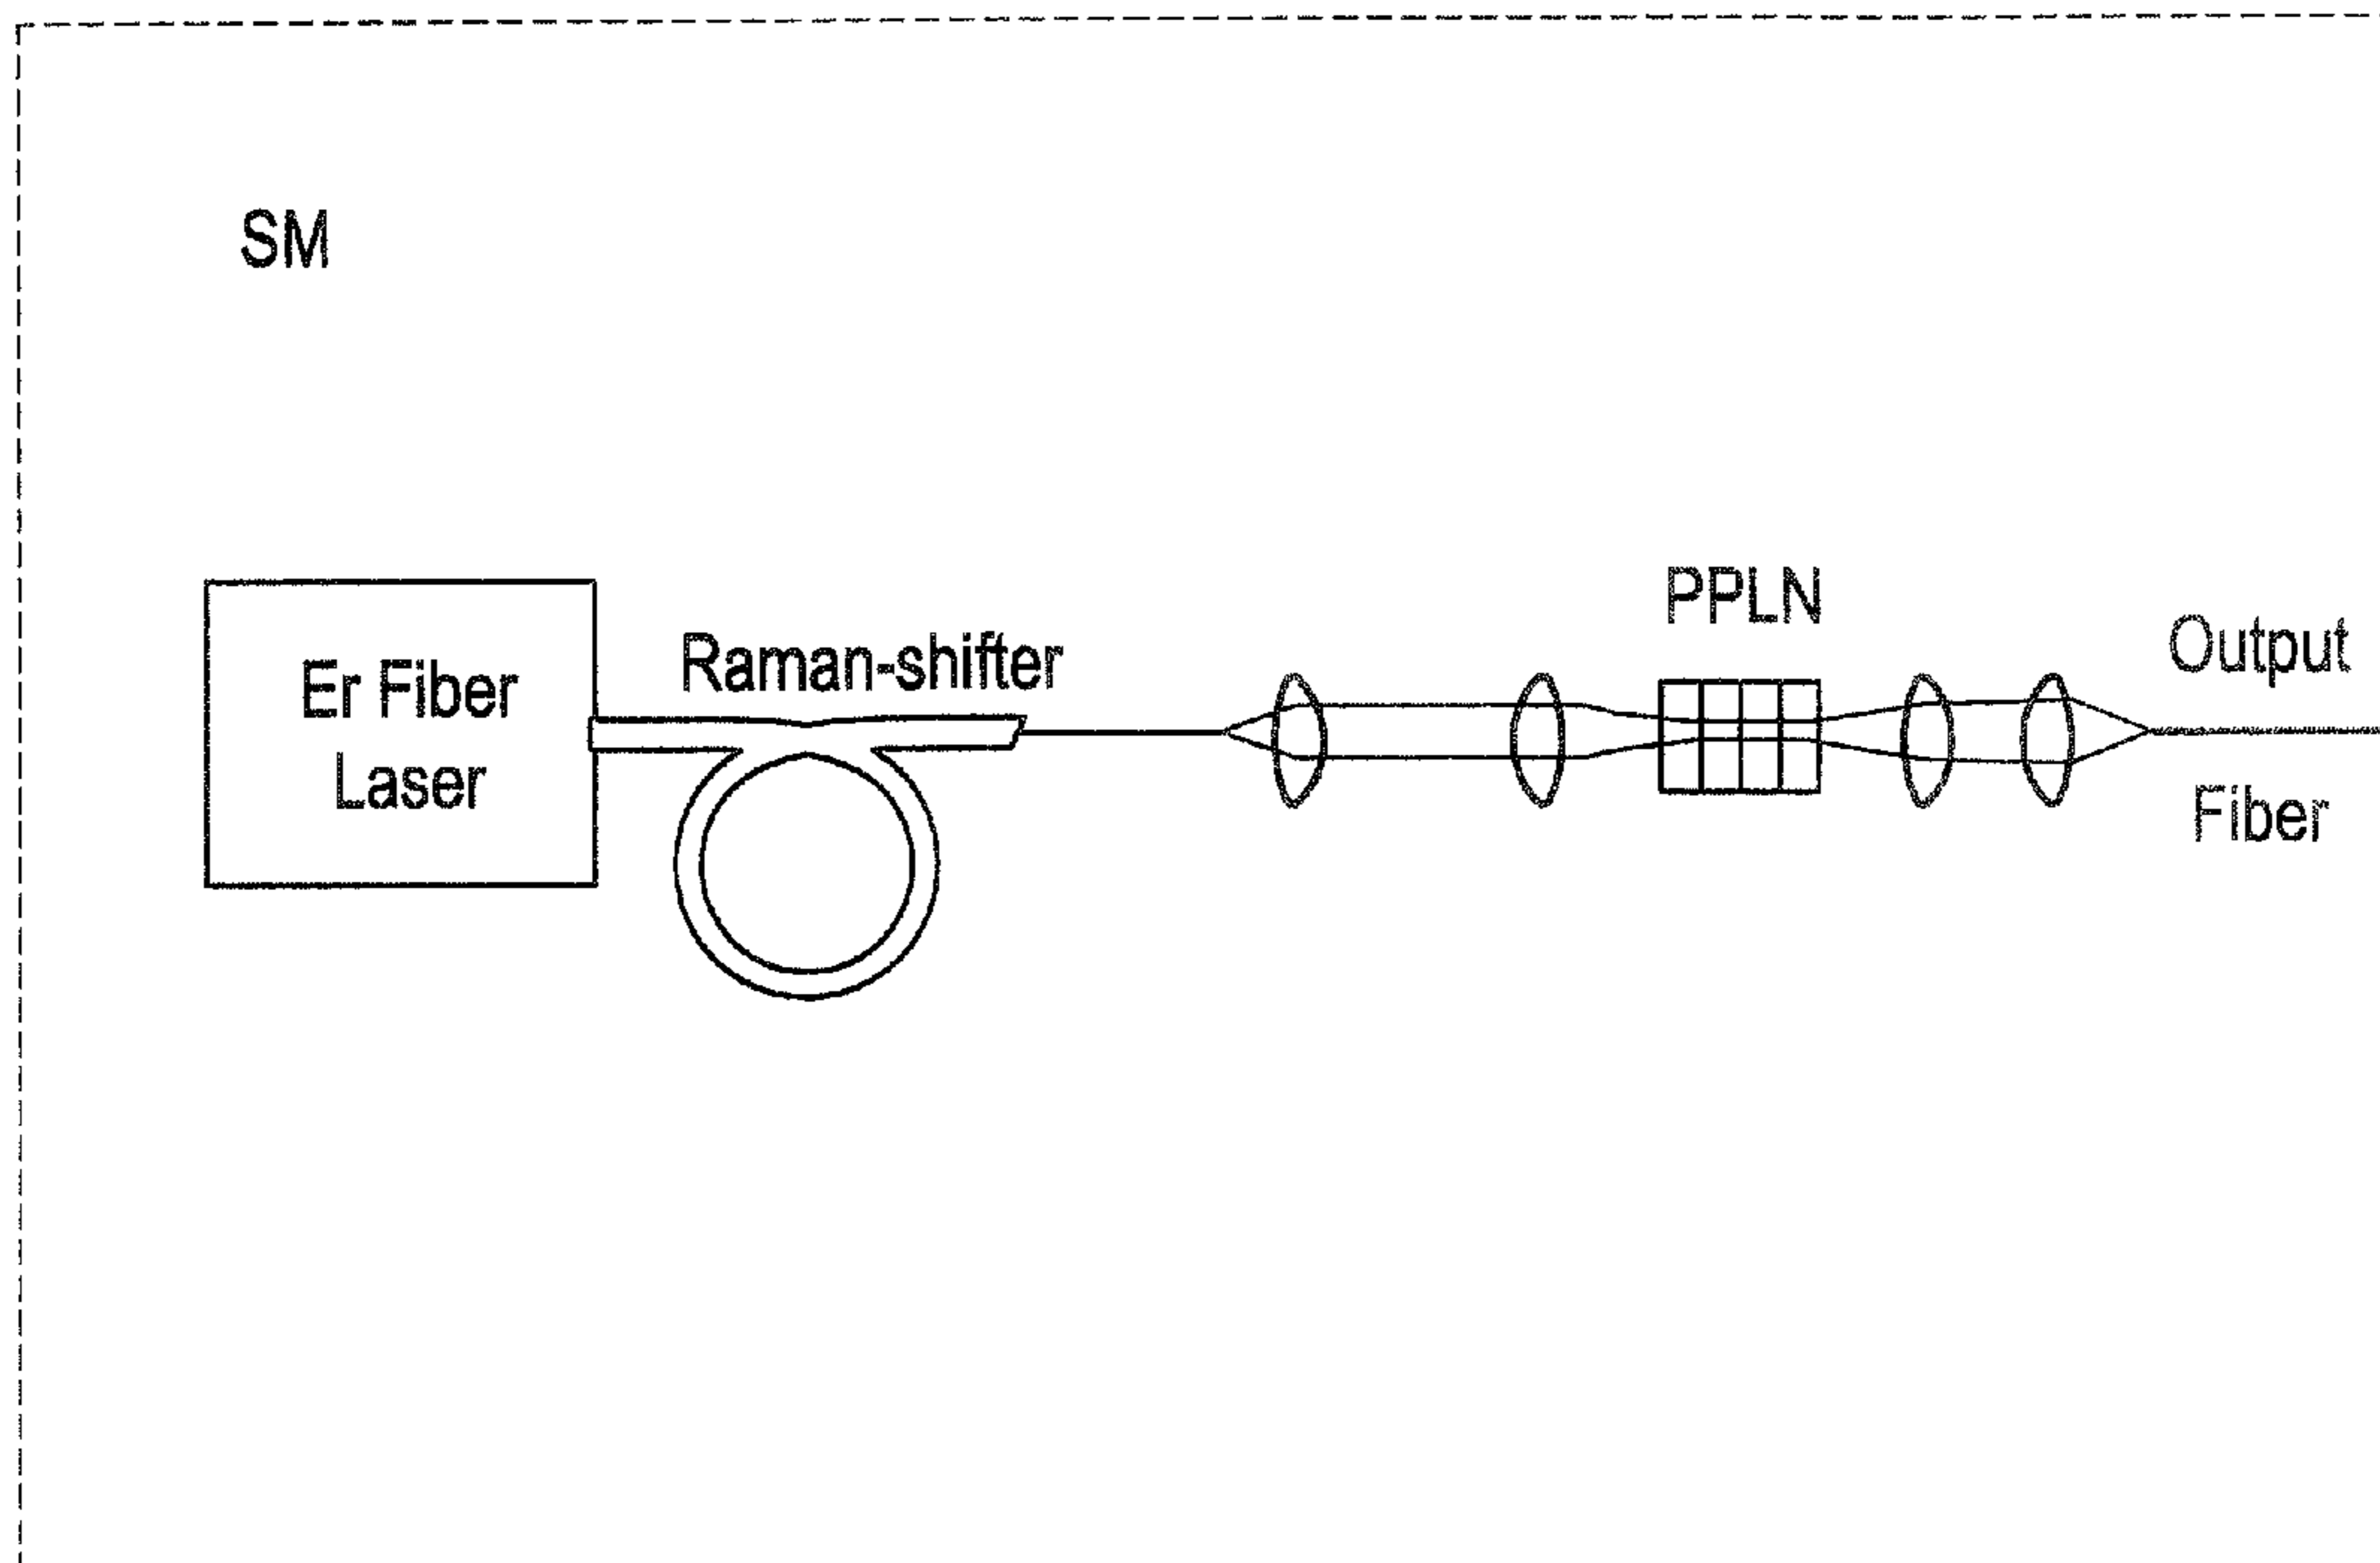 SM
Er Fiber
Laser
Raman-shifter
PPLN
Output
Fiber